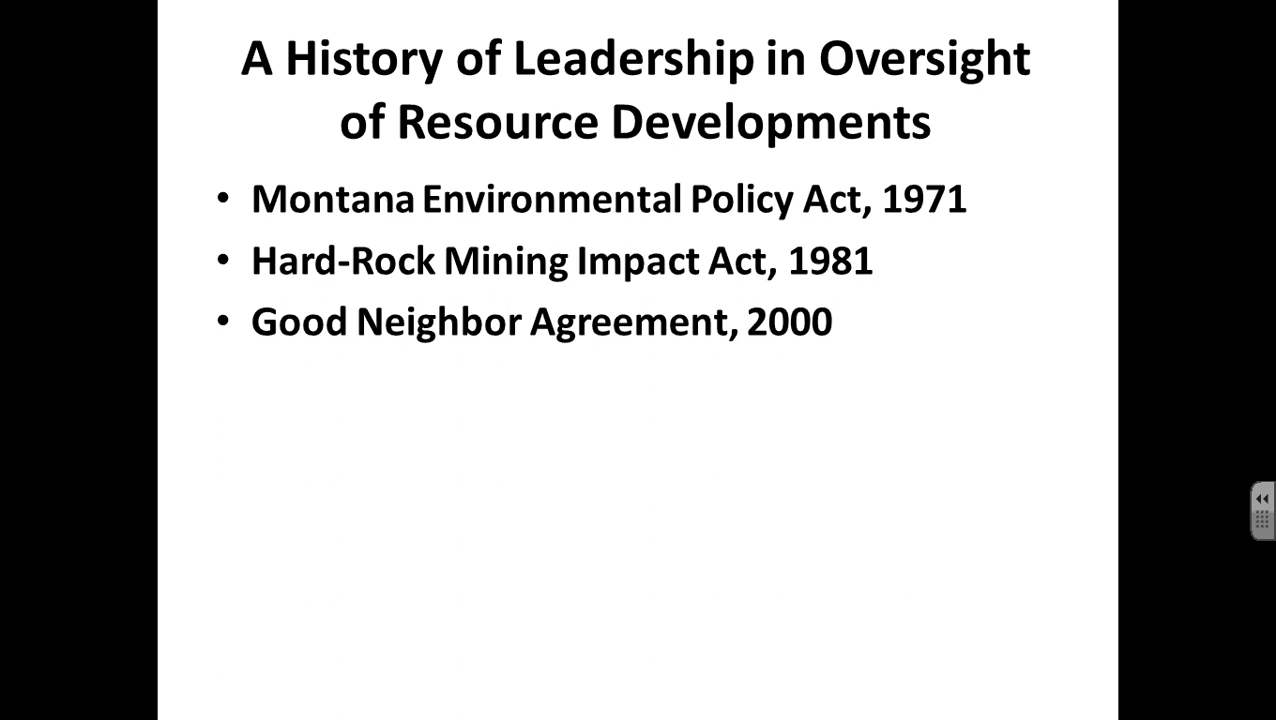 A History of Leadership in Oversight
of Resource Developments
• Montana Environmental Policy Act, 1971
• Hard-Rock Mining Impact Act, 1981
• Good Neighbor Agreement, 2000